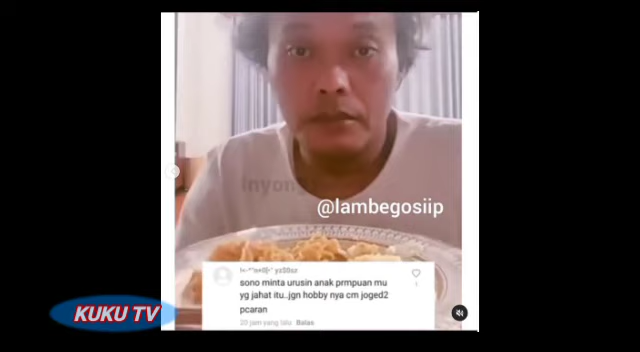 @lambegosiip
sono minta urusin anak prmpuan mu
yg jahat itu..jgn hobby nya cm joged2
pcaran
20 jam yang lalu Balas
KUKU TV